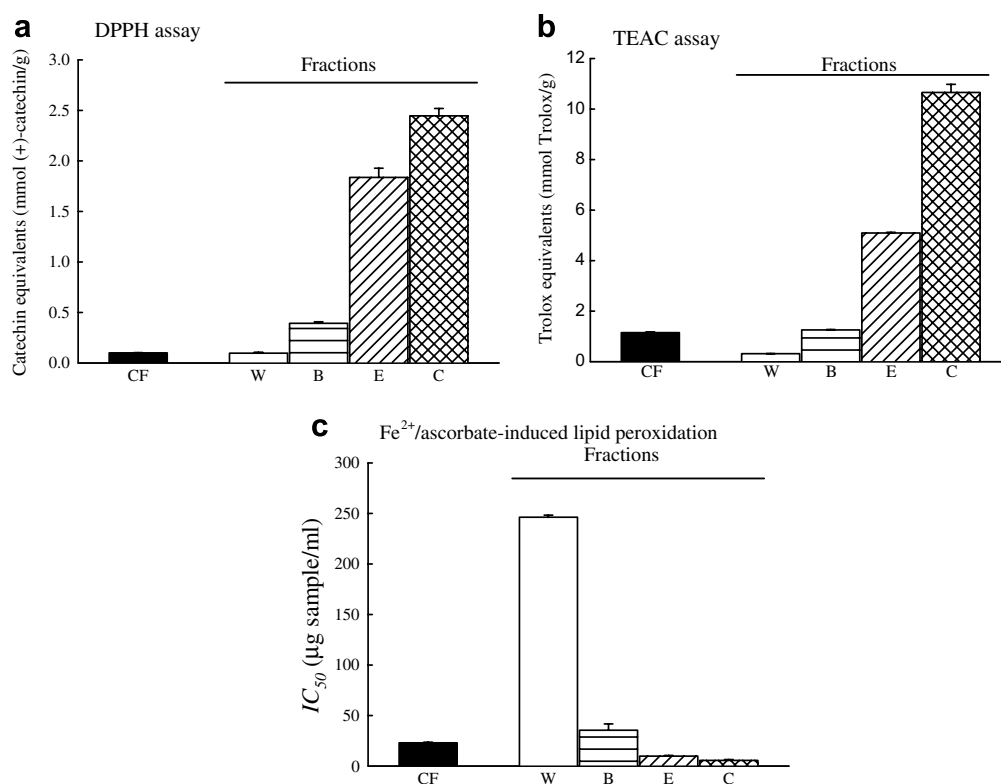 a
DPPH assay
Fractions
Catechin equivalents (mmol (+)-catechin/g)
3.0
2.5
2.0
1.5
1.0
0.5
0.0
CF W B E C
b
TEAC assay
Fractions
Trolox equivalents (mmol Trolox/g)
12
10
8
6
4
2
0
CF W B E C
c
Fe²⁺/ascorbate-induced lipid peroxidation
Fractions
IC₅₀ (µg sample/ml)
300
250
200
150
100
50
0
CF W B E C